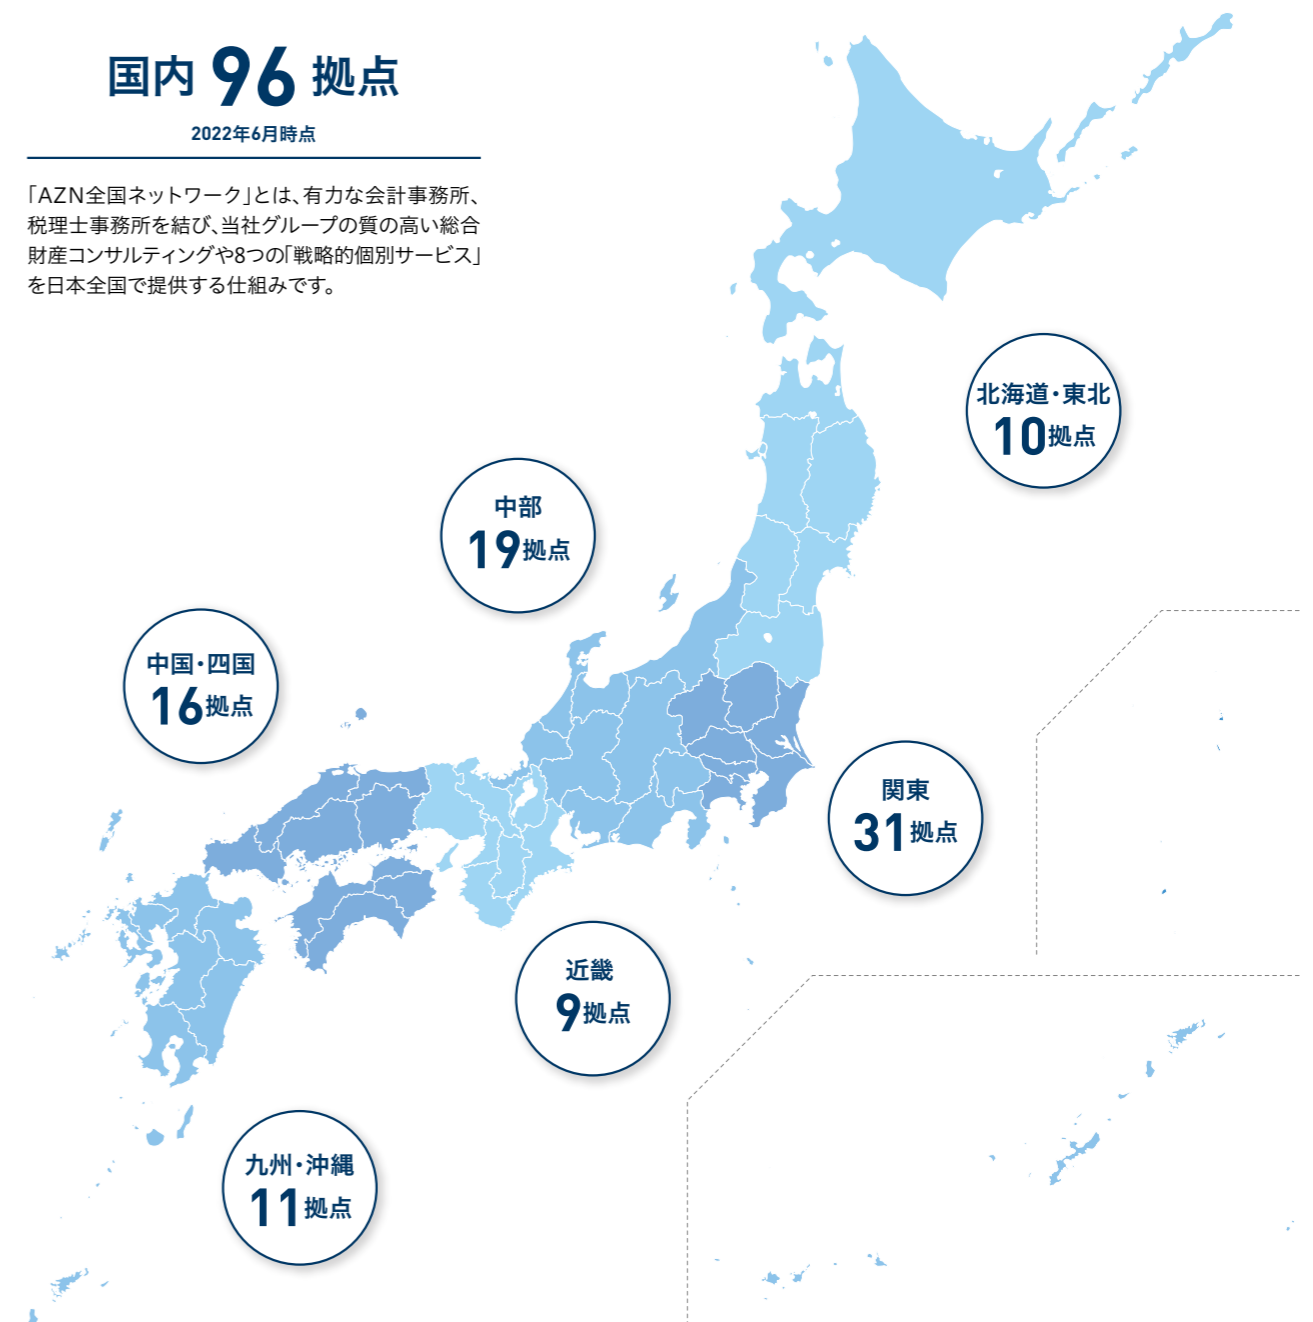 国内 96 拠点
2022年6月時点
「AZN全国ネットワーク」とは、有力な会計事務所、
税理士事務所を結び、当社グループの質の高い総合
財産コンサルティングや8つの「戦略的個別サービス」
を日本全国で提供する仕組みです。
北海道・東北
10拠点
中部
19拠点
中国・四国
16拠点
関東
31拠点
近畿
9拠点
九州・沖縄
11拠点